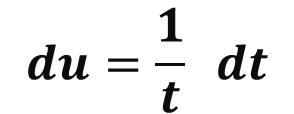 du = 1/t dt